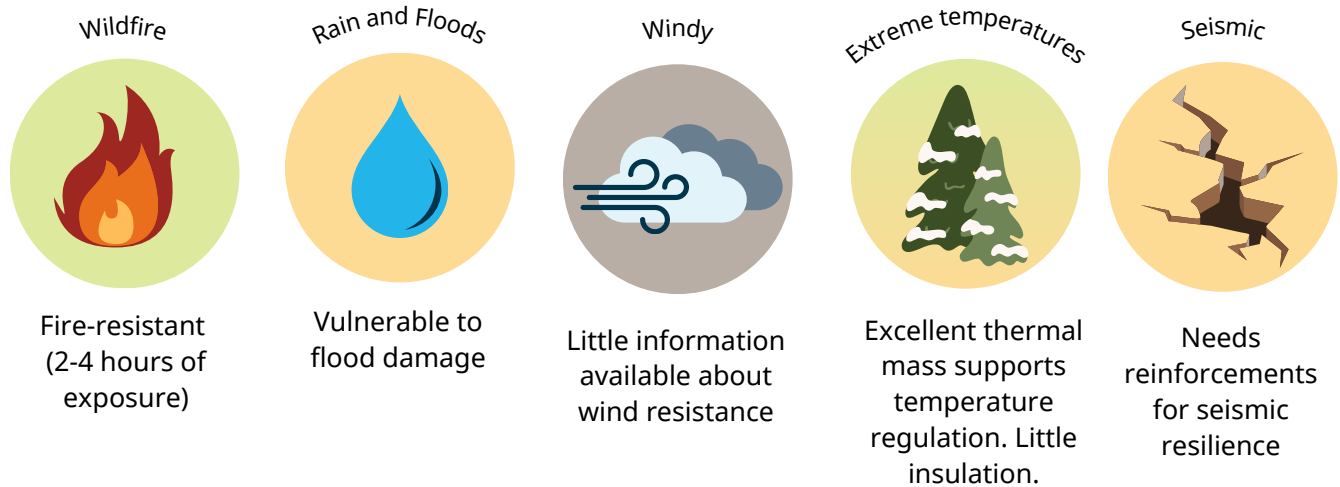 Wildfire
Fire-resistant
(2-4 hours of
exposure)
Rain and Floods
Vulnerable to
flood damage
Windy
Little information
available about
wind resistance
Extreme temperatures
Excellent thermal
mass supports
temperature
regulation. Little
insulation.
Seismic
Needs
reinforcements
for seismic
resilience